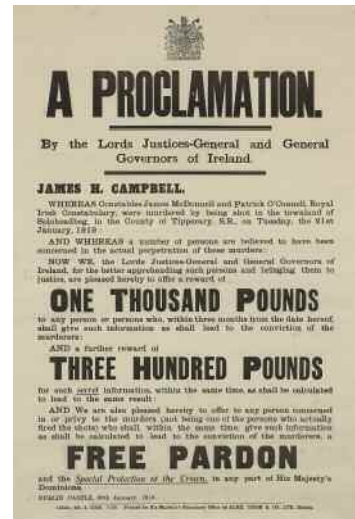 A PROCLAMATION.
By the Lords Justices-General and General
Governors of Ireland.
JAMES H. CAMPBELL.
WHEREAS Constables James McDonnell and Patrick O'Connell, Royal
Irish Constabulary, were murdered by being shot in the townland of
Soloheadbeg, in the County of Tipperary, S.R., on Tuesday, the 21st
January, 1919:
AND WHEREAS a number of persons are believed to have been
concerned in the actual perpetration of these murders:
NOW WE, the Lords Justices-General and General Governors of
Ireland, for the better apprehending such persons and bringing them to
justice, are pleased hereby to offer a reward of
ONE THOUSAND POUNDS
to any person or persons who, within three months from the date hereof,
shall give such information as shall lead to the conviction of the
murderers:
AND a further reward of
THREE HUNDRED POUNDS
for such secret information, within the same time, as shall be calculated
to lead to the same result:
AND We are also pleased hereby to offer to any person concerned
in or privy to the murders (not being one of the persons who actually
fired the shots) who shall, within the same time, give such information
as shall be calculated to lead to the conviction of the murderers, a
FREE PARDON
and the Special Protection of the Crown, in any part of His Majesty's
Dominions.
DUBLIN CASTLE, January, 1919.